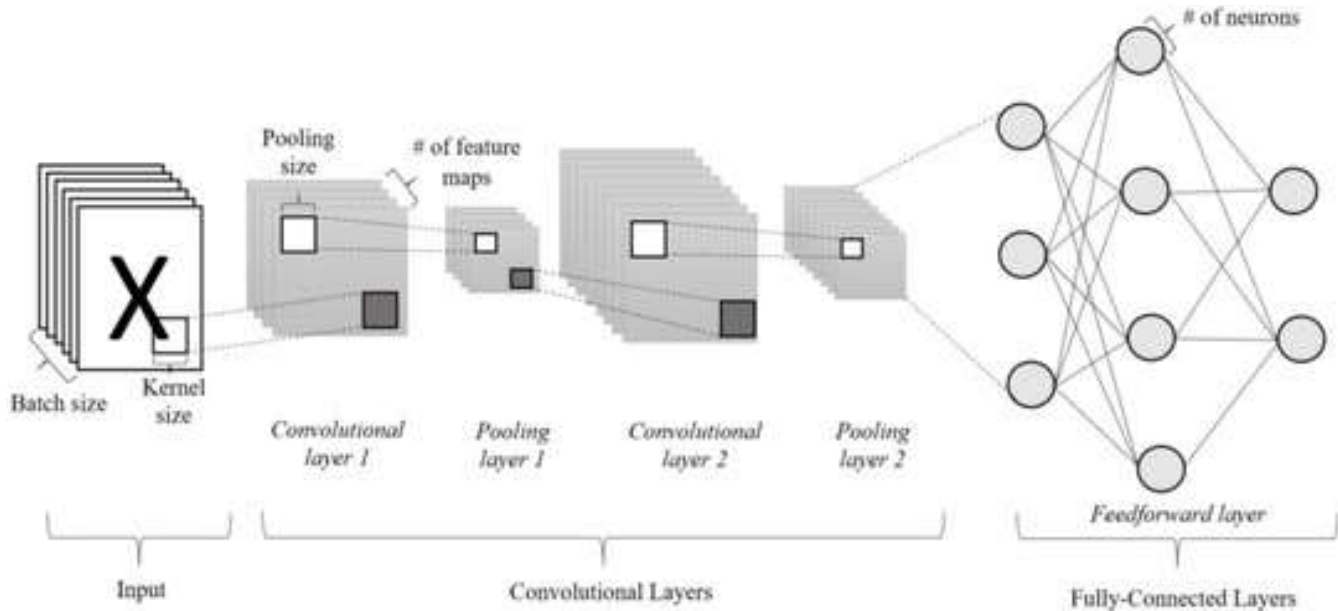 # of neurons
Pooling
size
# of feature
maps
X
Batch size
Kernel
size
Convolutional
layer 1
Pooling
layer 1
Convolutional
layer 2
Pooling
layer 2
Feedforward layer
Input
Convolutional Layers
Fully-Connected Layers